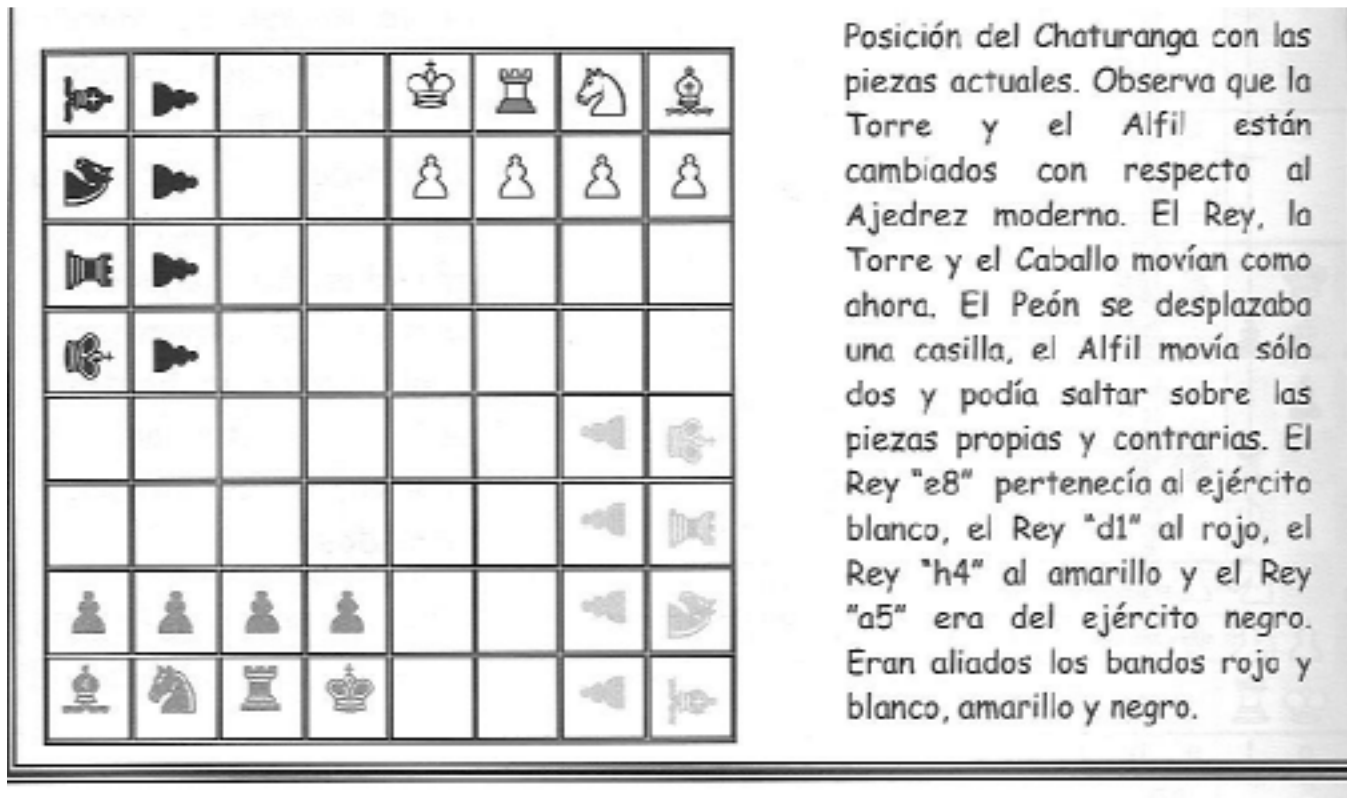 Posición del Chaturanga con las
piezas actuales. Observa que la
Torre y el Alfil están
cambiados con respecto al
Ajedrez moderno. El Rey, la
Torre y el Caballo movían como
ahora. El Peón se desplazaba
una casilla, el Alfil movía sólo
dos y podía saltar sobre las
piezas propias y contrarias. El
Rey "e8" pertenecía al ejército
blanco, el Rey "d1" al rojo, el
Rey "h4" al amarillo y el Rey
"a5" era del ejército negro.
Eran aliados los bandos rojo y
blanco, amarillo y negro.